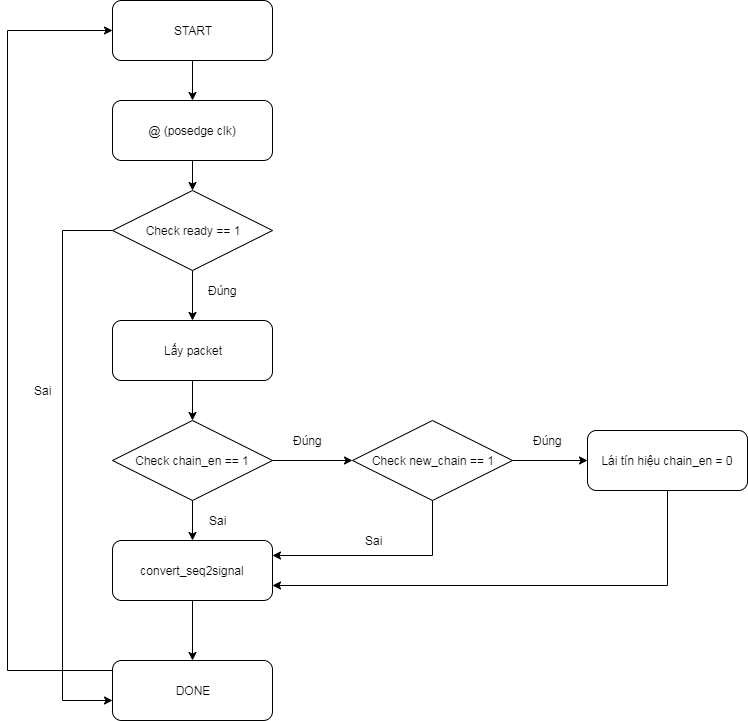 START
@ (posedge clk)
Check ready == 1
Đúng
Lấy packet
Sai
Check chain_en == 1
Đúng
Check new_chain == 1
Đúng
Lái tín hiệu chain_en = 0
Sai
Sai
convert_seq2signal
DONE